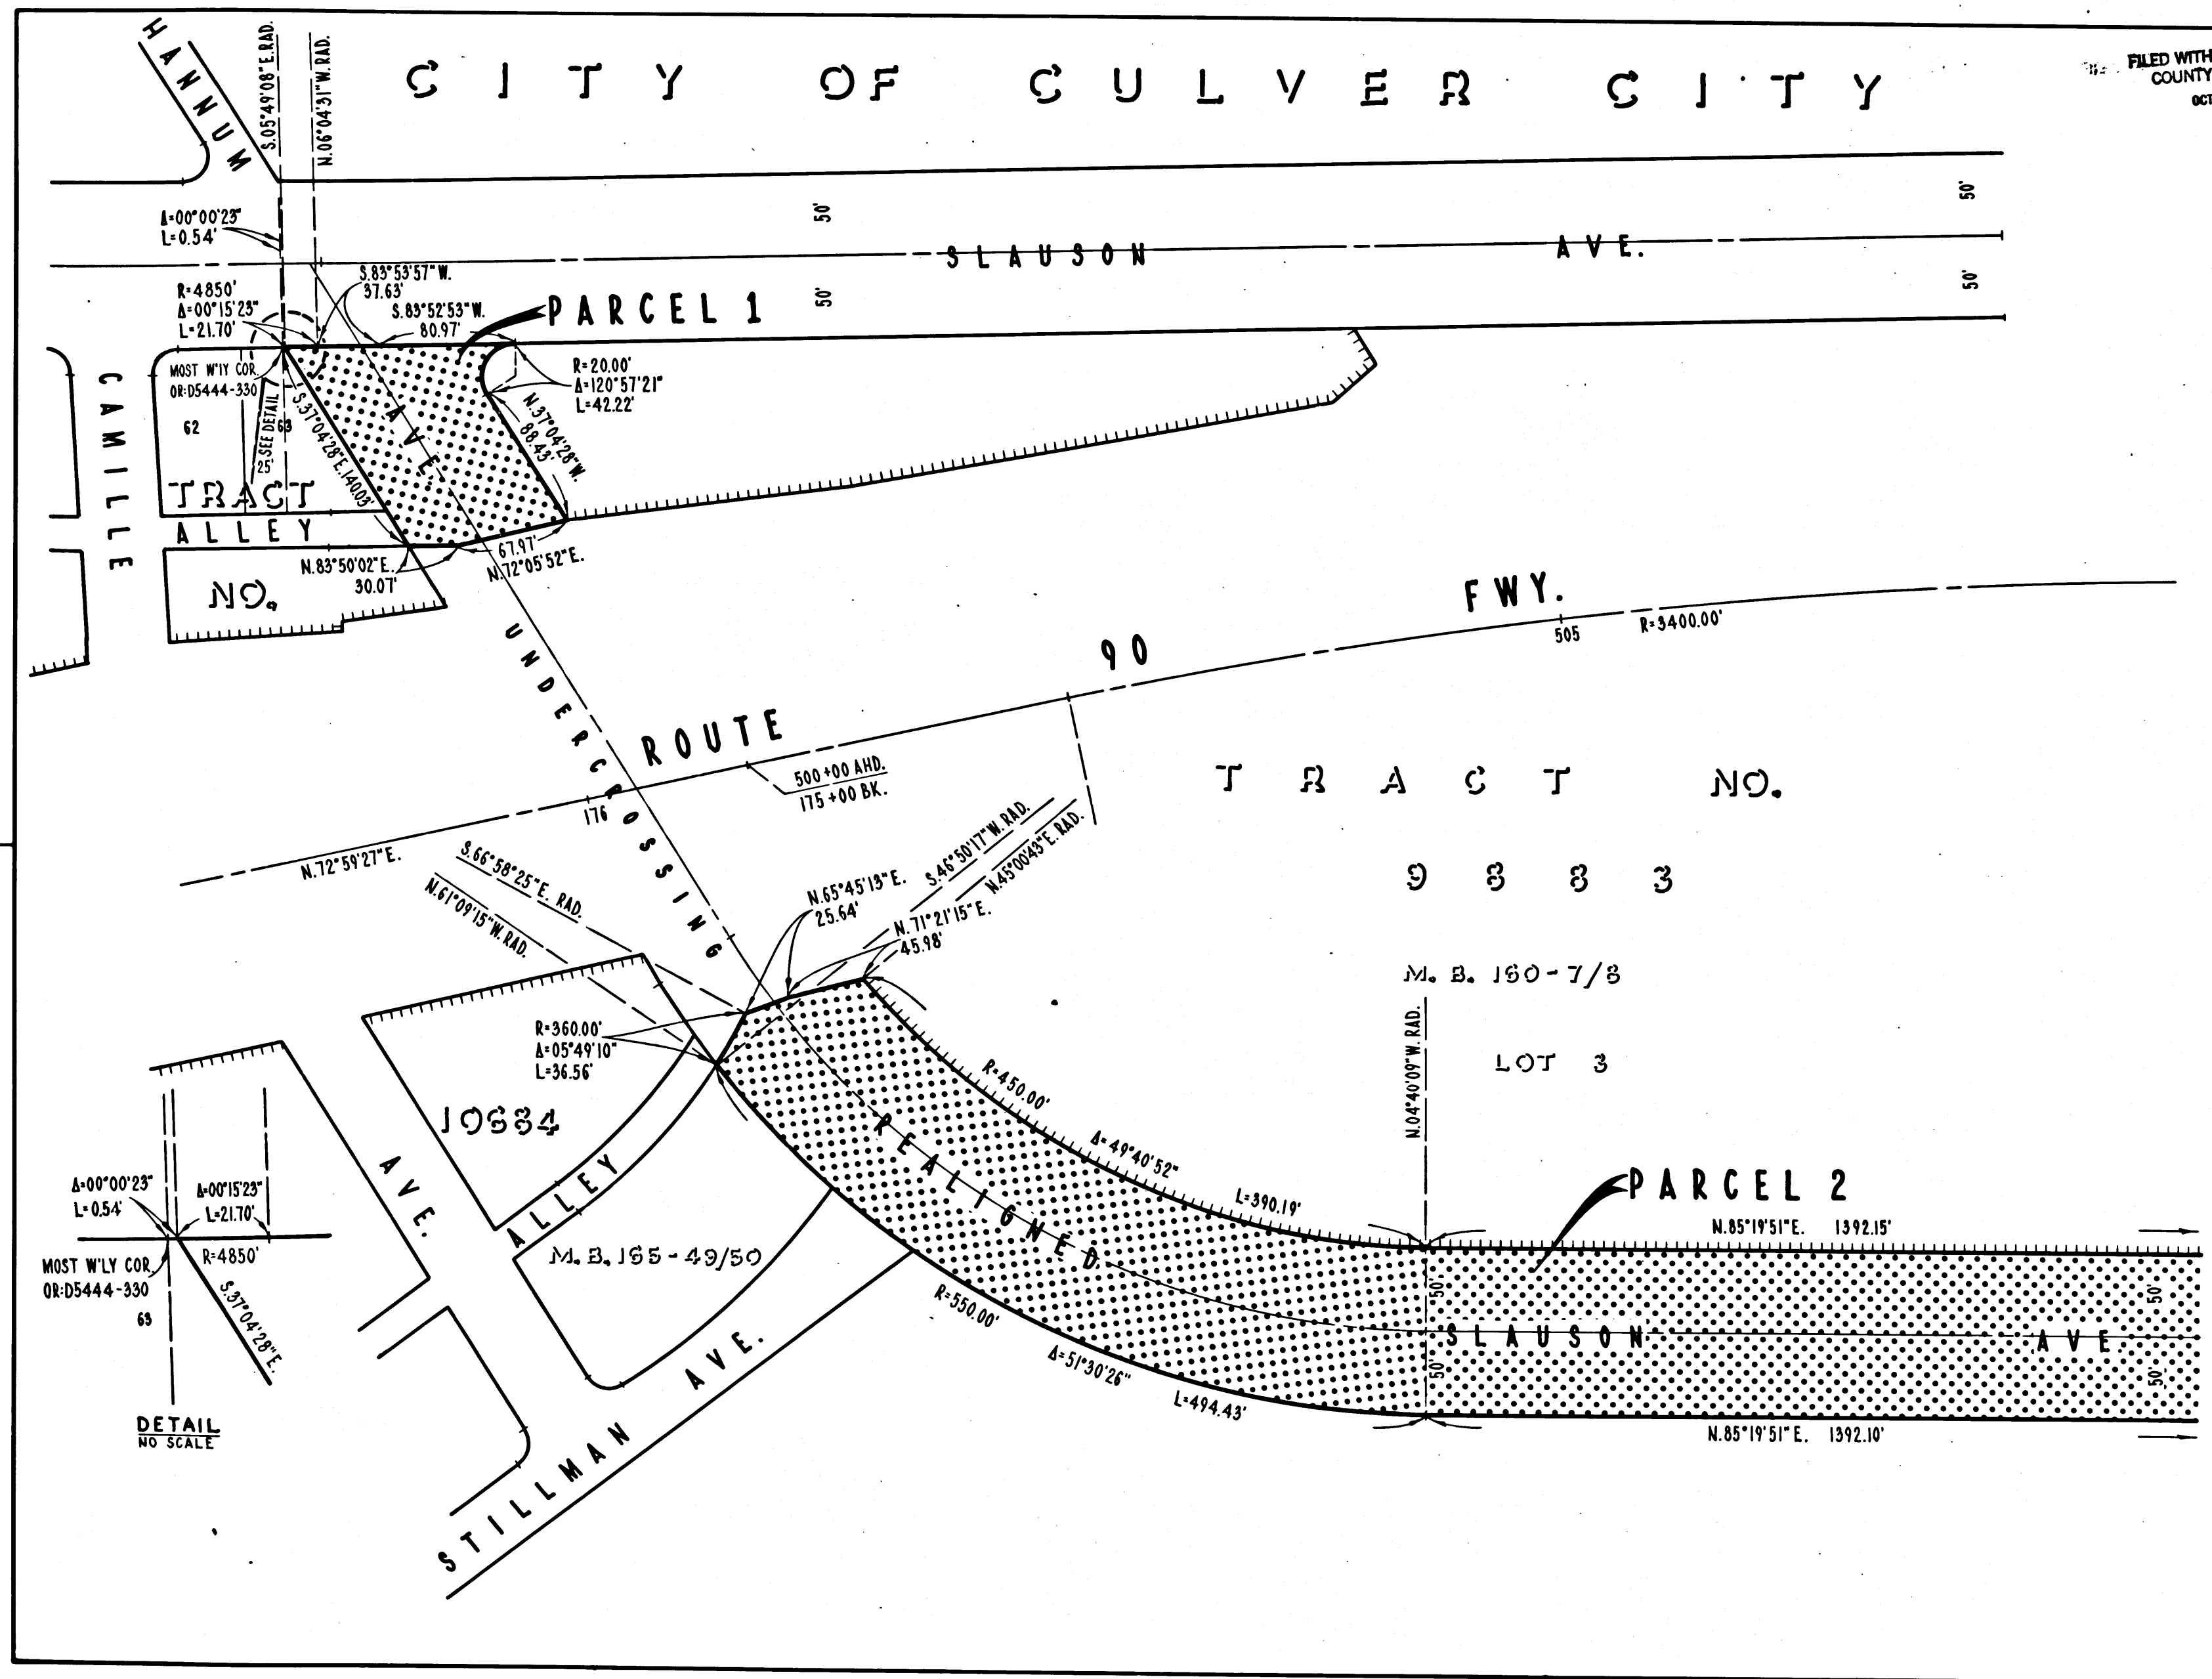 CITY OF CULVER CITY
FILED WITH
COUNTY
OCT
HANNUM
S.05°49'08"E.RAD.
N.06°04'31"W.RAD.
Δ=00°00'23"
L=0.54'
50'
50'
SLAUSON AVE.
50'
50'
S.83°53'57"W.
37.63'
R=4850'
Δ=00°15'23"
L=21.70'
S.83°52'53"W.
80.97'
PARCEL 1
MOST W'LY COR.
OR:D5444-330
R=20.00'
Δ=120°57'21"
L=42.22'
CAMILLE
62
63
SEE DETAIL
25'
S.37°04'28"E.140.03'
AVE.
N.37°04'28"W.
88.43'
TRACT
ALLEY
67.97'
N.72°05'52"E.
N.83°50'02"E.
30.07'
NO.
UNDERCROSSING
FWY.
505
R=3400.00'
90
ROUTE
500+00 AHD.
175+00 BK.
176
N.72°59'27"E.
TRACT NO.
9883
M.B. 180-7/8
LOT 3
S.66°58'25"E. RAD.
N.61°09'15"W.RAD.
N.65°45'13"E.
25.64'
S.46°50'17"W.RAD.
N.45°00'43"E.RAD.
N.71°21'15"E.
45.98'
R=360.00'
Δ=05°49'10"
L=36.56'
N.04°40'09"W.RAD.
R=450.00'
Δ=49°40'52"
L=390.19'
REALIGNED
PARCEL 2
N.85°19'51"E. 1392.15'
50'
50'
SLAUSON AVE.
50'
50'
R=550.00'
Δ=51°30'26"
L=494.43'
N.85°19'51"E. 1392.10'
10684
ALLEY
AVE.
M.B. 185-49/50
STILLMAN AVE.
Δ=00°00'23"
L=0.54'
Δ=00°15'23"
L=21.70'
R=4850'
MOST W'LY COR.
OR:D5444-330
63
S.37°04'28"E.
DETAIL
NO SCALE